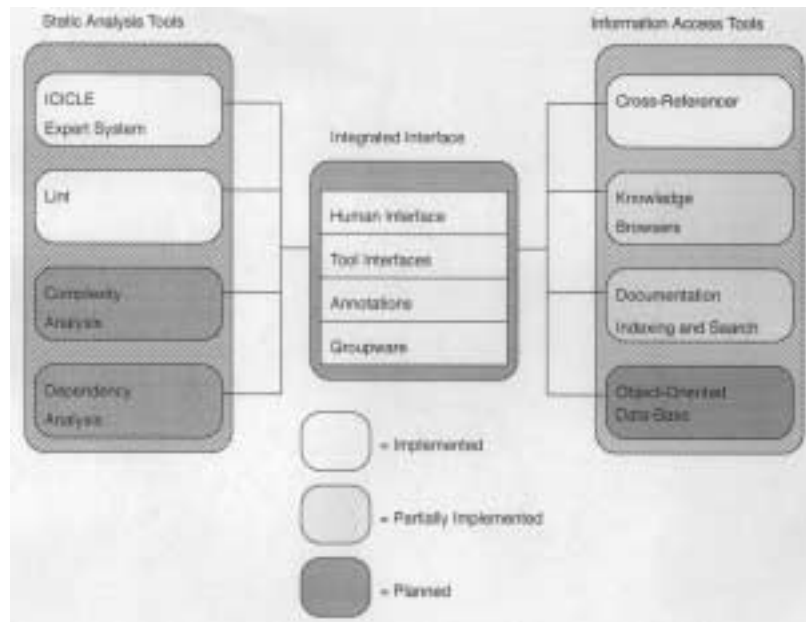 Static Analysis Tools
ICICLE
Expert System
Lint
Complexity
Analysis
Dependency
Analysis
Integrated Interface
Human Interface
Tool Interfaces
Annotations
Groupware
Information Access Tools
Cross-Referencer
Knowledge
Browsers
Documentation
Indexing and Search
Object-Oriented
Data-Base
= Implemented
= Partially Implemented
= Planned